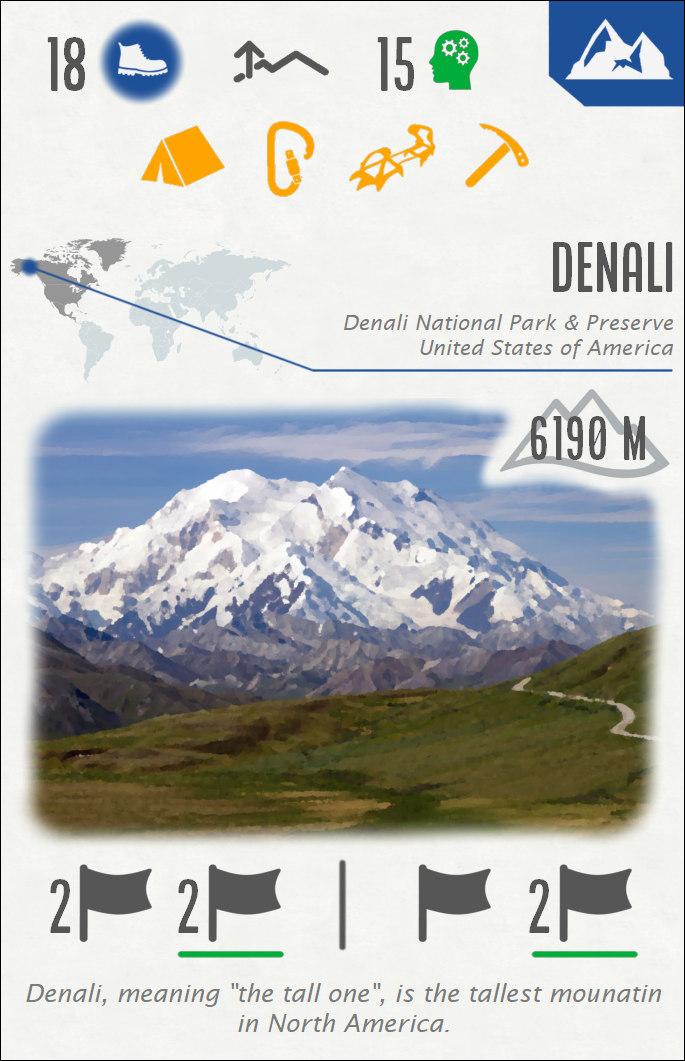 18 15
DENALI
Denali National Park & Preserve
United States of America
6190 M
2 2 2
Denali, meaning "the tall one", is the tallest mounatin
in North America.